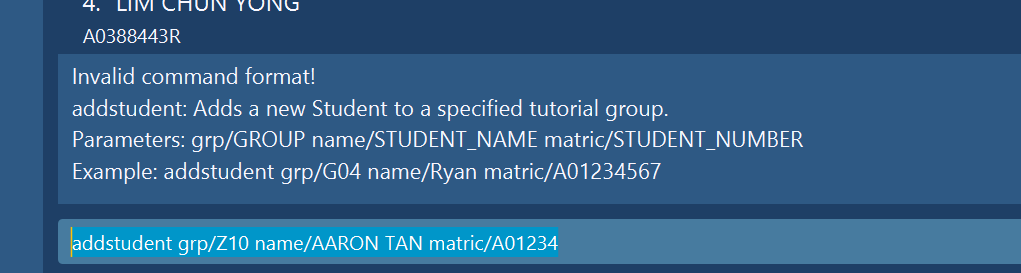 4. LIM CHUN YONG
A0388443R
Invalid command format!
addstudent: Adds a new Student to a specified tutorial group.
Parameters: grp/GROUP name/STUDENT_NAME matric/STUDENT_NUMBER
Example: addstudent grp/G04 name/Ryan matric/A01234567
addstudent grp/Z10 name/AARON TAN matric/A01234